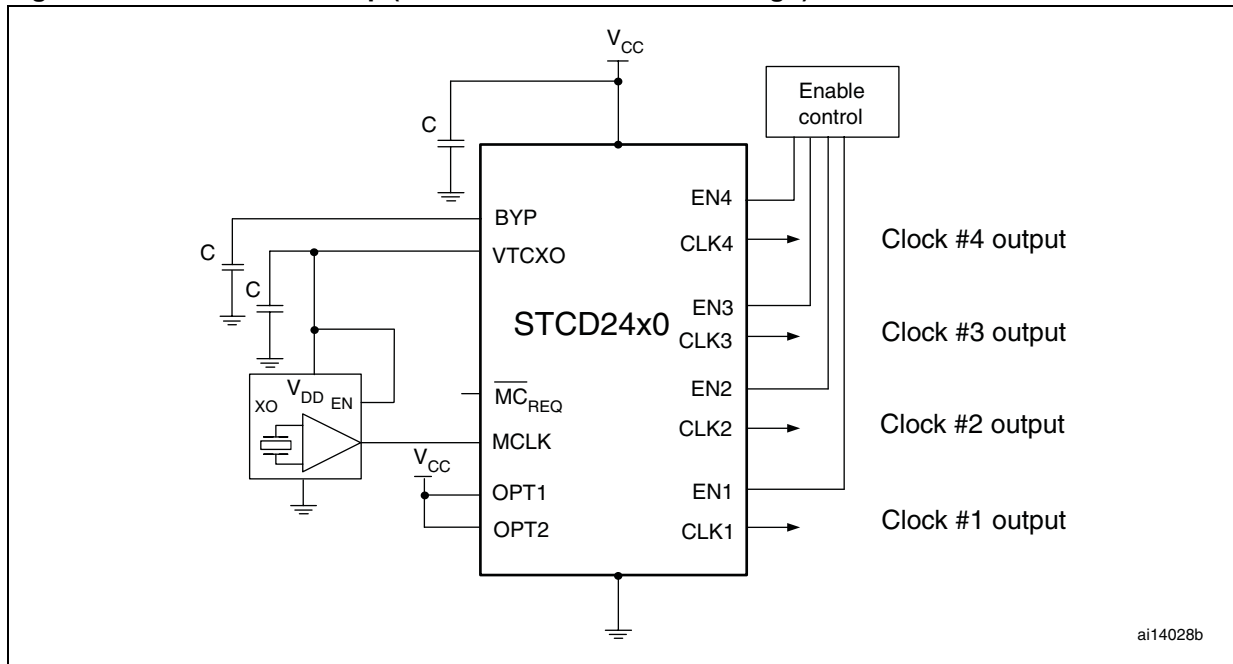 V_CC
Enable
control
C
EN4
BYP
CLK4
Clock #4 output
C
VTCXO
C
EN3
STCD24x0
CLK3
Clock #3 output
V_DD
EN
XO
EN2
MC_REQ
CLK2
Clock #2 output
MCLK
V_CC
OPT1
EN1
OPT2
CLK1
Clock #1 output
ai14028b